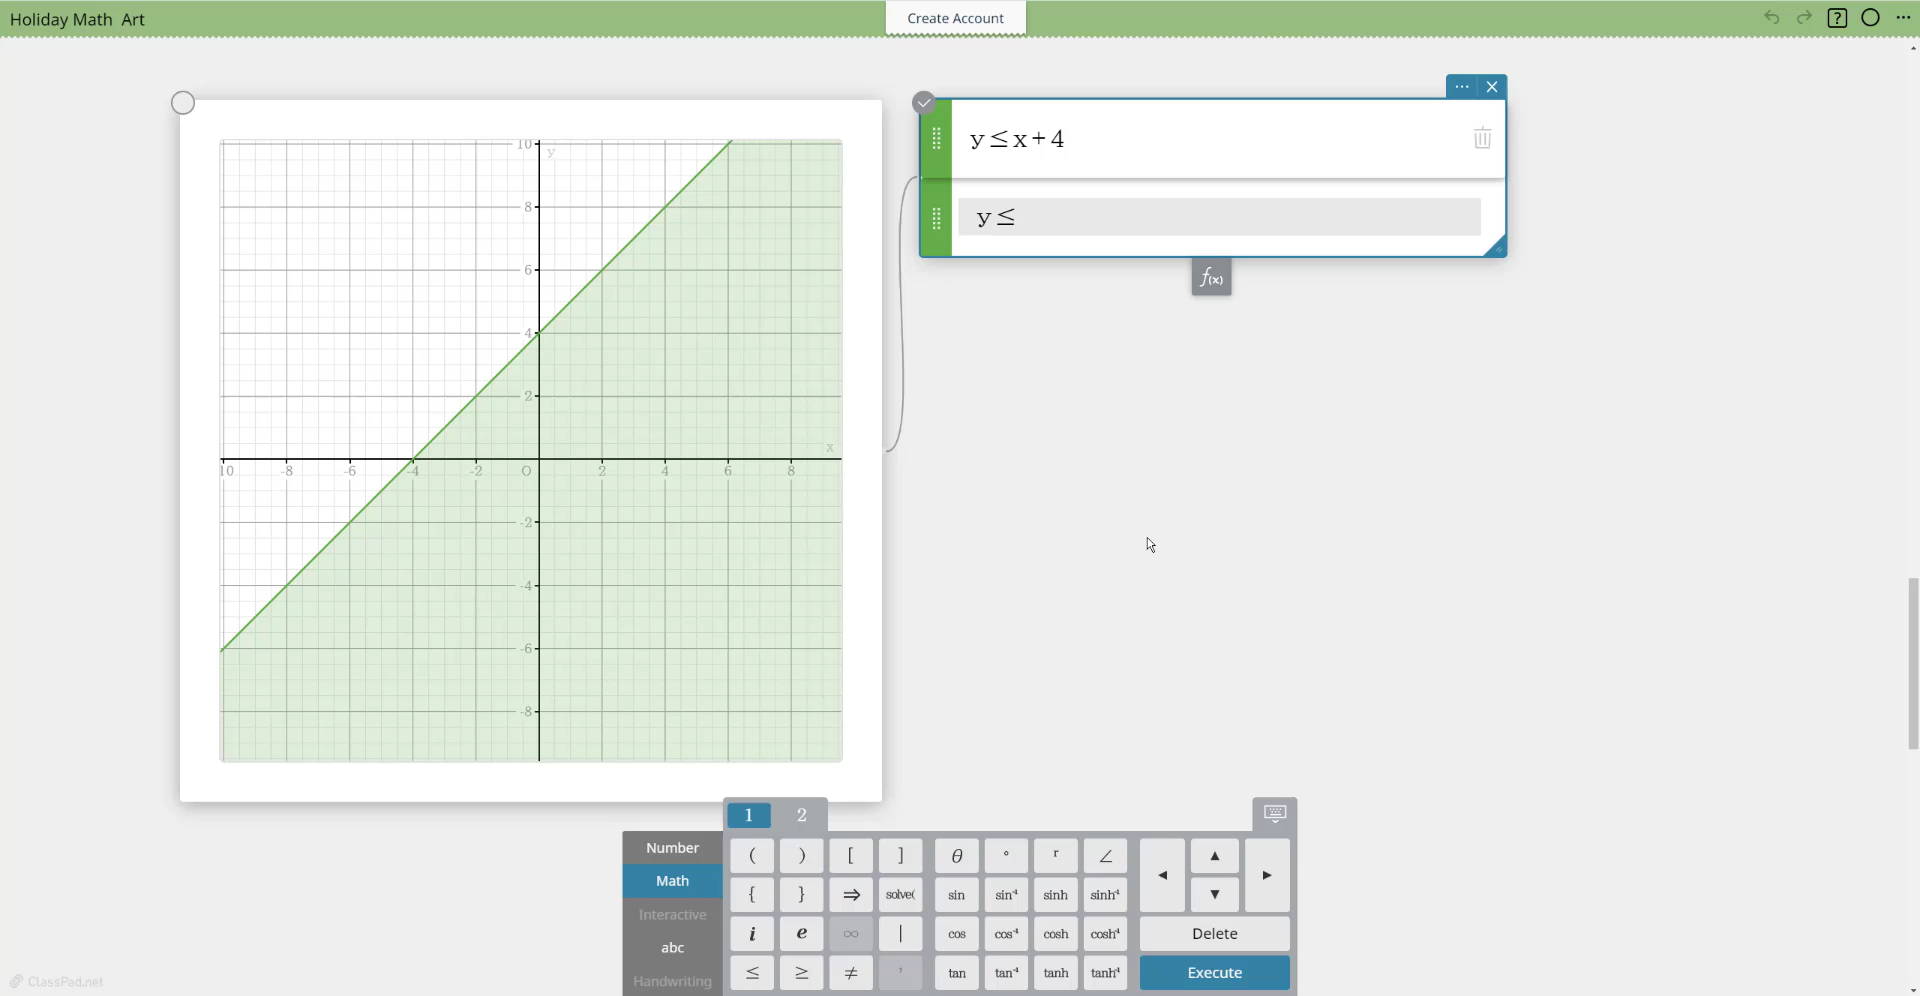 Holiday Math Art
Create Account
?
y≤x+4
y≤
f(x)
10
y
8
6
4
2
x
10 -8 -6 -4 -2 O 2 4 6 8
-2
-4
-6
-8
1 2
Number
Math
Interactive
abc
Handwriting
( ) [ ] θ ° r ∠
{ } ⇒ solve( sin sin⁻¹ sinh sinh⁻¹
i e ∞ | cos cos⁻¹ cosh cosh⁻¹
≤ ≥ ≠ , tan tan⁻¹ tanh tanh⁻¹
Delete
Execute
ClassPad.net